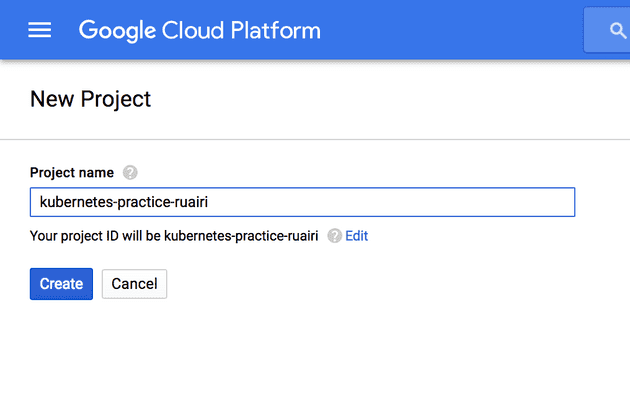 Google Cloud Platform
New Project
Project name ?
kubernetes-practice-ruairi
Your project ID will be kubernetes-practice-ruairi ? Edit
Create Cancel